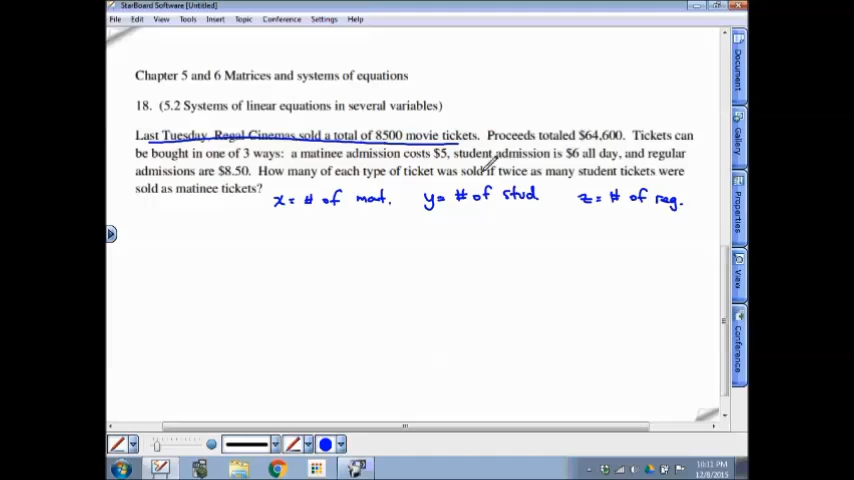 StarBoard Software [Untitled]
File Edit View Tools Insert Topic Conference Settings Help
Chapter 5 and 6 Matrices and systems of equations
18. (5.2 Systems of linear equations in several variables)
Last Tuesday, Regal Cinemas sold a total of 8500 movie tickets. Proceeds totaled $64,600. Tickets can
be bought in one of 3 ways: a matinee admission costs $5, student admission is $6 all day, and regular
admissions are $8.50. How many of each type of ticket was sold if twice as many student tickets were
sold as matinee tickets?
x = # of mat. y = # of stud z = # of reg.
Document
Gallery
Properties
View
Conference
10:11 PM
12/8/2015